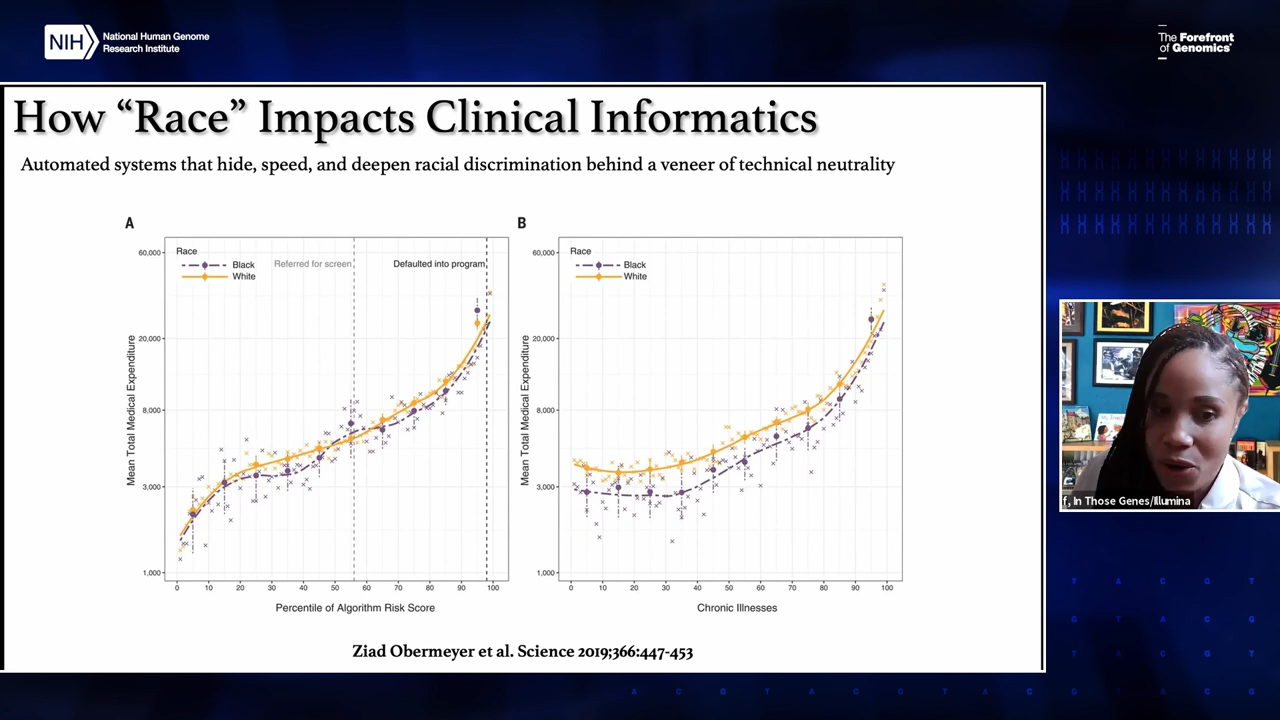 NIH
National Human Genome
Research Institute
The Forefront
of Genomics
How “Race” Impacts Clinical Informatics
Automated systems that hide, speed, and deepen racial discrimination behind a veneer of technical neutrality
A
Race
Black
White
Referred for screen
Defaulted into program
Mean Total Medical Expenditure
60,000
20,000
8,000
3,000
1,000
0 10 20 30 40 50 60 70 80 90 100
Percentile of Algorithm Risk Score
B
Race
Black
White
Mean Total Medical Expenditure
60,000
20,000
8,000
3,000
1,000
0 10 20 30 40 50 60 70 80 90 100
Chronic Illnesses
Ziad Obermeyer et al. Science 2019;366:447-453
f, In Those Genes/Illumina
T A C G T
G T A C G
T A C G T
A C G T A C G T A C G T A C G